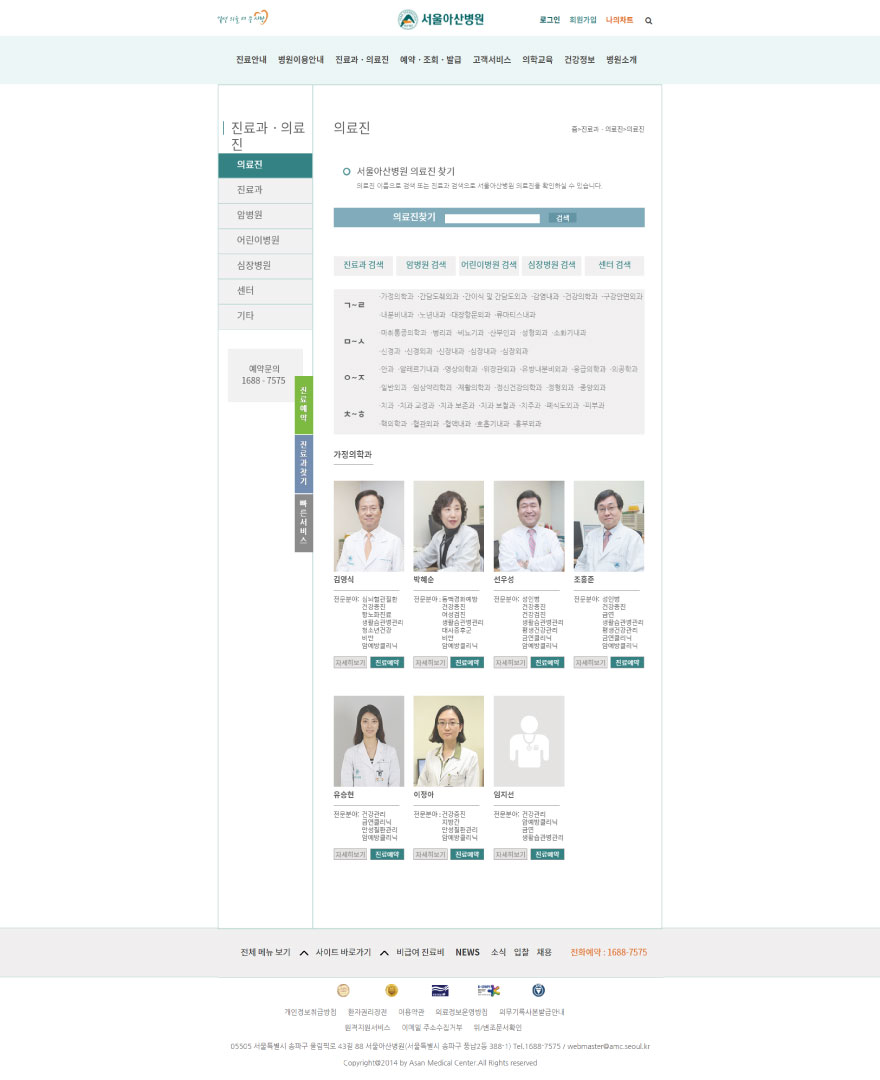 서울아산병원
로그인 회원가입 나의차트
진료안내 병원이용안내 진료과 · 의료진 예약 · 조회 · 발급 고객서비스 의학교육 건강정보 병원소개
진료과 · 의료
진
의료진
진료과
암병원
어린이병원
심장병원
센터
기타
예약문의
1688 - 7575
진료예약
진료과찾기
빠른서비스
의료진
홈>진료과 · 의료진>의료진
서울아산병원 의료진 찾기
의료진 이름으로 검색 또는 진료과 검색으로 서울아산병원 의료진을 확인하실 수 있습니다.
의료진찾기 검색
진료과 검색 암병원 검색 어린이병원 검색 심장병원 검색 센터 검색
ㄱ~ㄹ
·가정의학과 ·간담도췌외과 ·간이식 및 간담도외과 ·감염내과 ·건강의학과 ·구강안면외과
·내분비내과 ·노년내과 ·대장항문외과 ·류마티스내과
ㅁ~ㅅ
·마취통증의학과 ·병리과 ·비뇨기과 ·산부인과 ·성형외과 ·소화기내과
·신경과 ·신경외과 ·신장내과 ·심장내과 ·심장외과
ㅇ~ㅈ
·안과 ·알레르기내과 ·영상의학과 ·위장관외과 ·유방내분비외과 ·응급의학과 ·의공학과
·일반외과 ·임상약리학과 ·재활의학과 ·정신건강의학과 ·정형외과 ·종양외과
ㅊ~ㅎ
·치과 ·치과 교정과 ·치과 보존과 ·치과 보철과 ·치주과 ·폐식도외과 ·피부과
·핵의학과 ·혈관외과 ·혈액내과 ·호흡기내과 ·흉부외과
가정의학과
김영식
전문분야: 심뇌혈관질환
건강증진
항노화진료
생활습관병관리
청소년건강
비만
암예방클리닉
자세히보기 진료예약
박혜순
전문분야: 동맥경화예방
건강증진
여성검진
생활습관병관리
대사증후군
비만
암예방클리닉
자세히보기 진료예약
선우성
전문분야: 성인병
건강증진
건강검진
생활습관병관리
평생건강관리
금연클리닉
암예방클리닉
자세히보기 진료예약
조홍준
전문분야: 성인병
건강증진
금연
생활습관병관리
평생건강관리
금연클리닉
암예방클리닉
자세히보기 진료예약
유승현
전문분야: 건강관리
금연클리닉
만성질환관리
암예방클리닉
자세히보기 진료예약
이정아
전문분야: 건강증진
지방간
만성질환관리
암예방클리닉
자세히보기 진료예약
임지선
전문분야: 건강관리
암예방클리닉
금연
생활습관병관리
자세히보기 진료예약
전체 메뉴 보기 사이트 바로가기 비급여 진료비 NEWS 소식 입찰 채용 전화예약 : 1688-7575
개인정보취급방침 환자권리장전 이용약관 의료정보운영방침 의무기록사본발급안내
원격지원서비스 이메일 주소수집거부 위/변조문서확인
05505 서울특별시 송파구 올림픽로 43길 88 서울아산병원(서울특별시 송파구 풍납2동 388-1) Tel.1688-7575 / webmaster@amc.seoul.kr
Copyright@2014 by Asan Medical Center.All Rights reserved